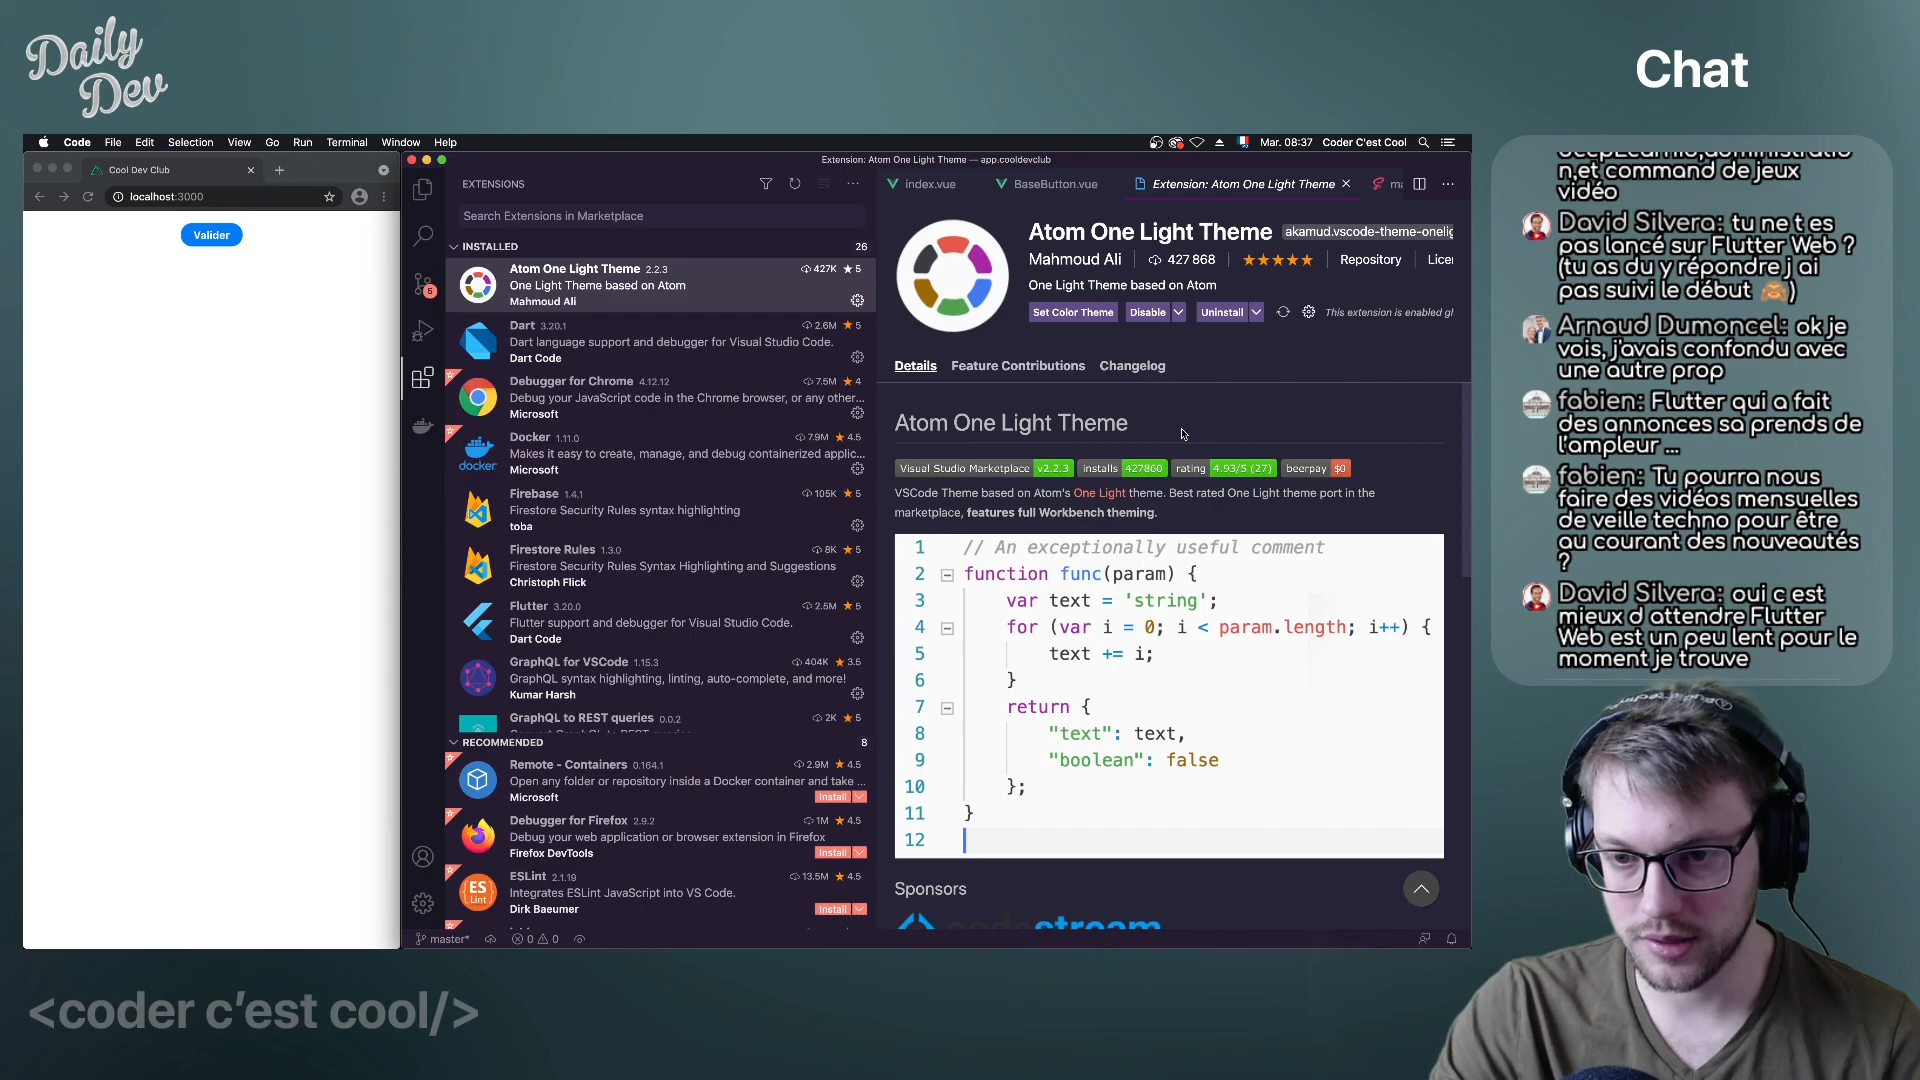 Daily
Dev
Chat
Code File Edit Selection View Go Run Terminal Window Help
Mar. 08:37 Coder C'est Cool
Cool Dev Club
localhost:3000
Valider
Extension: Atom One Light Theme — app.cooldevclub
EXTENSIONS
Search Extensions in Marketplace
INSTALLED 26
Atom One Light Theme 2.2.3 427K 5
One Light Theme based on Atom
Mahmoud Ali
Dart 3.20.1 2.6M 5
Dart language support and debugger for Visual Studio Code.
Dart Code
Debugger for Chrome 4.12.12 7.5M 4
Debug your JavaScript code in the Chrome browser, or any other...
Microsoft
docker
Docker 1.11.0 7.9M 4.5
Makes it easy to create, manage, and debug containerized applic...
Microsoft
Firebase 1.4.1 105K 5
Firestore Security Rules syntax highlighting
toba
Firestore Rules 1.3.0 8K 5
Firestore Security Rules Syntax Highlighting and Suggestions
Christoph Flick
Flutter 3.20.0 2.5M 5
Flutter support and debugger for Visual Studio Code.
Dart Code
GraphQL for VSCode 1.15.3 404K 3.5
GraphQL syntax highlighting, linting, auto-complete, and more!
Kumar Harsh
GraphQL to REST queries 0.0.2 2K 5
RECOMMENDED 8
Remote - Containers 0.164.1 2.9M 4.5
Open any folder or repository inside a Docker container and take ...
Microsoft Install
Debugger for Firefox 2.9.2 1M 4.5
Debug your web application or browser extension in Firefox
Firefox DevTools Install
ES
Lint
ESLint 2.1.19 13.5M 4.5
Integrates ESLint JavaScript into VS Code.
Dirk Baeumer Install
5
master* 0 0
index.vue BaseButton.vue Extension: Atom One Light Theme
Atom One Light Theme akamud.vscode-theme-onelig
Mahmoud Ali 427 868 Repository Licen
One Light Theme based on Atom
Set Color Theme Disable Uninstall This extension is enabled gl
Details Feature Contributions Changelog
Atom One Light Theme
Visual Studio Marketplace v2.2.3 installs 427860 rating 4.93/5 (27) beerpay $0
VSCode Theme based on Atom's One Light theme. Best rated One Light theme port in the
marketplace, features full Workbench theming.
1 // An exceptionally useful comment
2 function func(param) {
3 var text = 'string';
4 for (var i = 0; i < param.length; i++) {
5 text += i;
6 }
7 return {
8 "text": text,
9 "boolean": false
10 };
11 }
12
Sponsors
codestream
n,et command de jeux
vidéo
David Silvera: tu ne t es
pas lancé sur Flutter Web ?
(tu as du y répondre j ai
pas suivi le début 🙈)
Arnaud Dumoncel: ok je
vois, j'avais confondu avec
une autre prop
fabien: Flutter qui a fait
des annonces sa prends de
l'ampleur ...
fabien: Tu pourra nous
faire des vidéos mensuelles
de veille techno pour être
au courant des nouveautés
?
David Silvera: oui c est
mieux d attendre Flutter
Web est un peu lent pour le
moment je trouve
<coder c'est cool/>